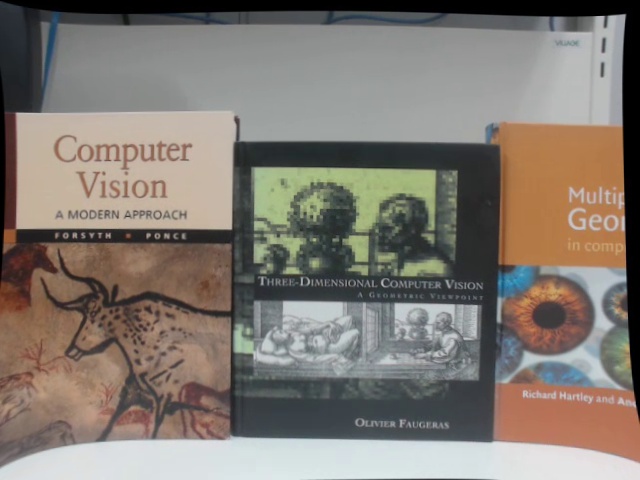 Computer
Vision
A MODERN APPROACH
FORSYTH ▪ PONCE
THREE-DIMENSIONAL COMPUTER VISION
A GEOMETRIC VIEWPOINT
OLIVIER FAUGERAS
Multip
Geo
in comp
Richard Hartley and An